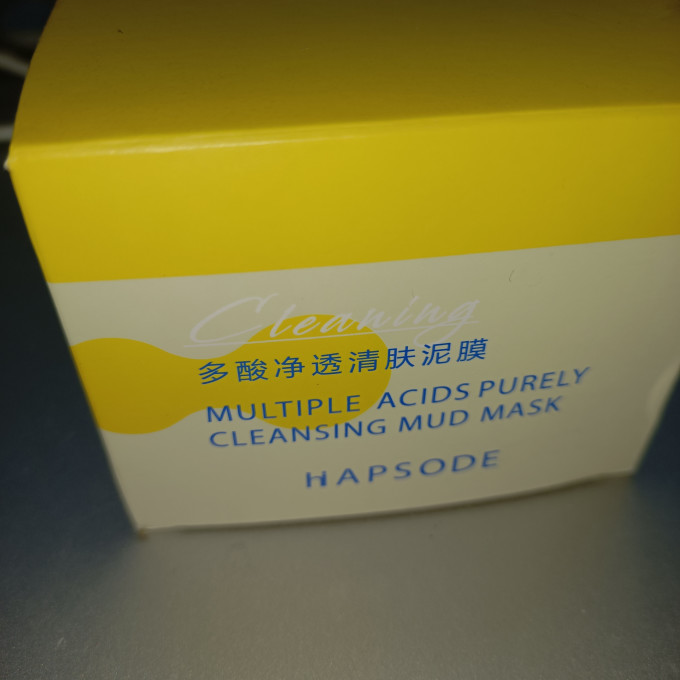 Cleaning
多酸净透清肤泥膜
MULTIPLE ACIDS PURELY
CLEANSING MUD MASK
HAPSODE